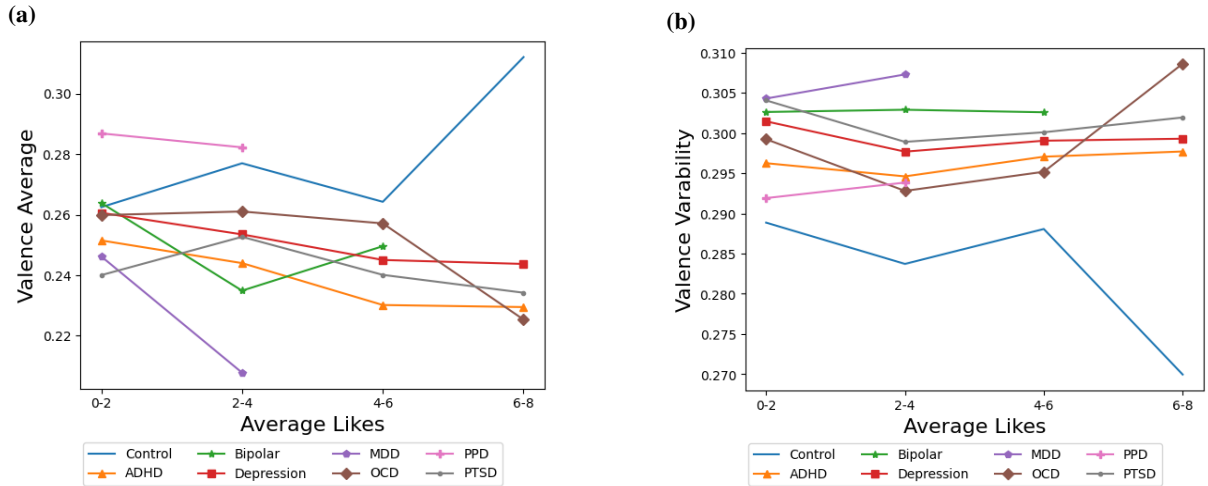 (a)
0.30
0.28
0.26
0.24
0.22
Valence Average
0-2 2-4 4-6 6-8
Average Likes
Control Bipolar MDD PPD
ADHD Depression OCD PTSD
(b)
0.310
0.305
0.300
0.295
0.290
0.285
0.280
0.275
0.270
Valence Varability
0-2 2-4 4-6 6-8
Average Likes
Control Bipolar MDD PPD
ADHD Depression OCD PTSD